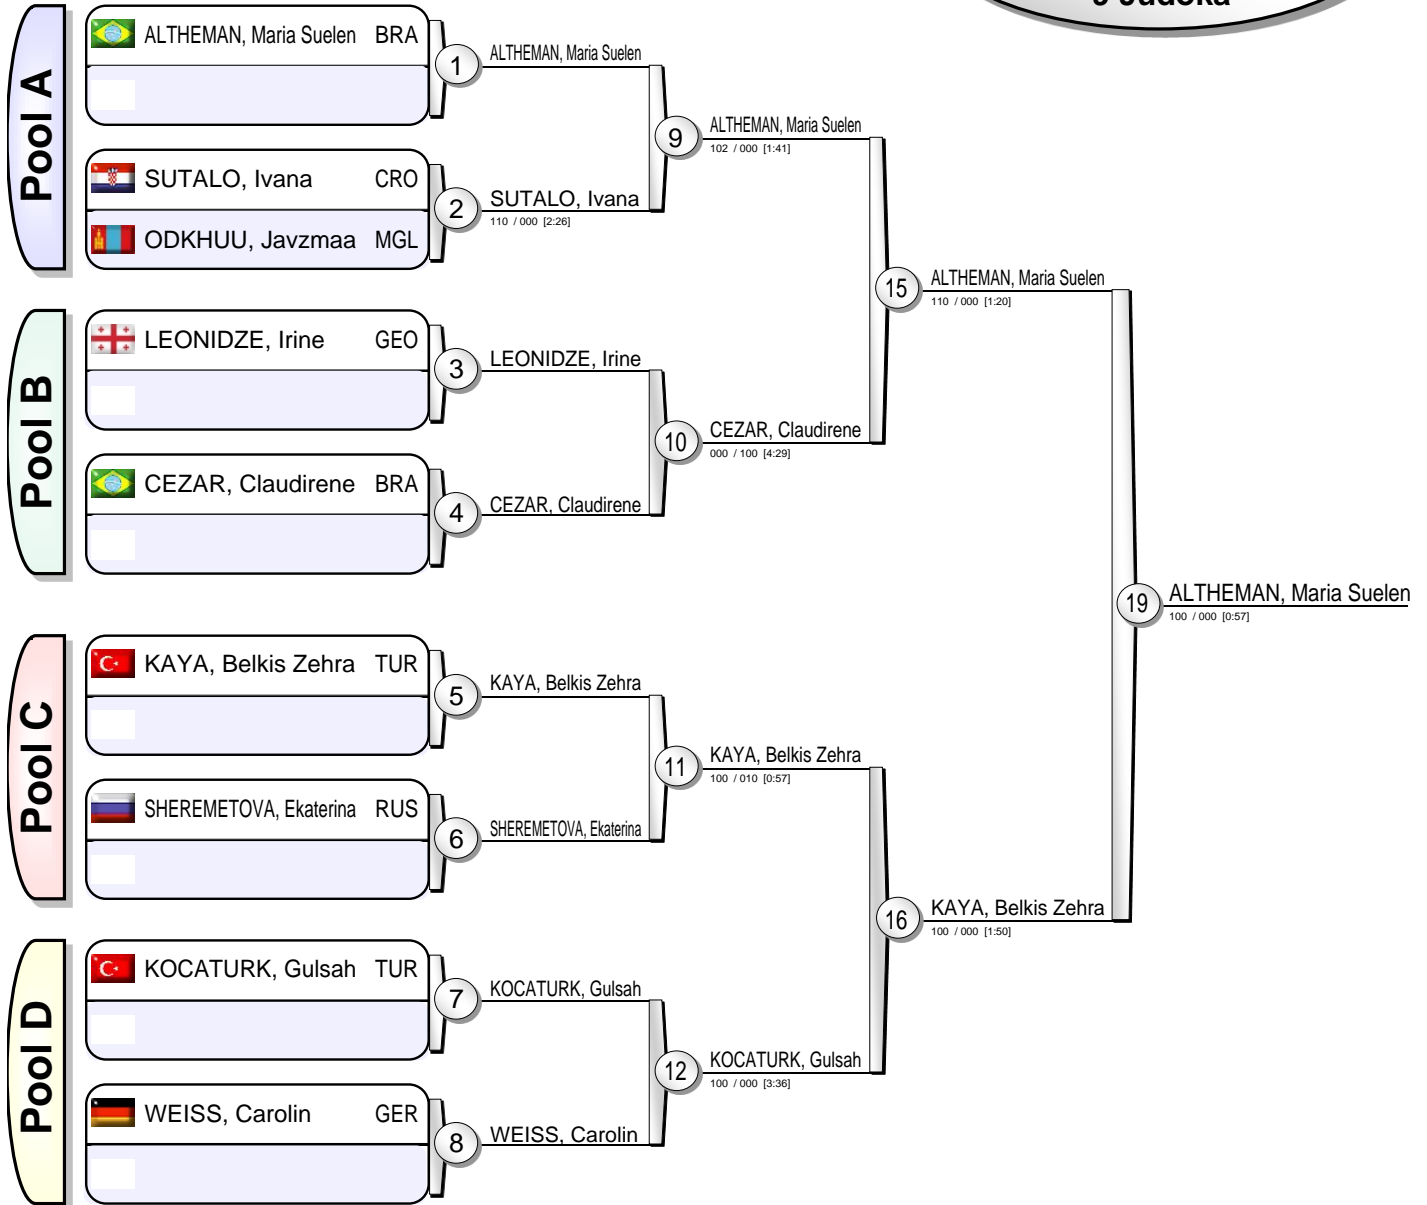 9 Judoka
Pool A
ALTHEMAN, Maria Suelen BRA
1
ALTHEMAN, Maria Suelen
SUTALO, Ivana CRO
ODKHUU, Javzmaa MGL
2
SUTALO, Ivana
110 / 000 [2:26]
9
ALTHEMAN, Maria Suelen
102 / 000 [1:41]
Pool B
LEONIDZE, Irine GEO
3
LEONIDZE, Irine
CEZAR, Claudirene BRA
4
CEZAR, Claudirene
10
CEZAR, Claudirene
000 / 100 [4:29]
15
ALTHEMAN, Maria Suelen
110 / 000 [1:20]
Pool C
KAYA, Belkis Zehra TUR
5
KAYA, Belkis Zehra
SHEREMETOVA, Ekaterina RUS
6
SHEREMETOVA, Ekaterina
11
KAYA, Belkis Zehra
100 / 010 [0:57]
Pool D
KOCATURK, Gulsah TUR
7
KOCATURK, Gulsah
WEISS, Carolin GER
8
WEISS, Carolin
12
KOCATURK, Gulsah
100 / 000 [3:36]
16
KAYA, Belkis Zehra
100 / 000 [1:50]
19
ALTHEMAN, Maria Suelen
100 / 000 [0:57]